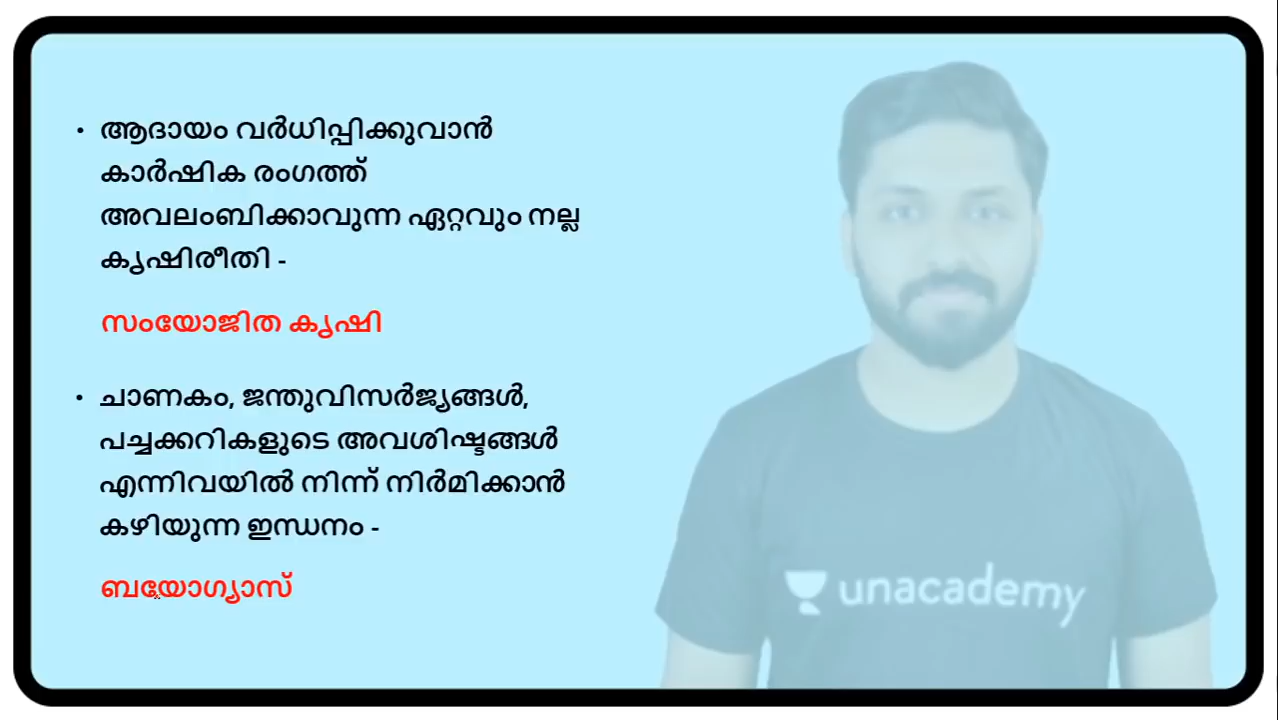 • ആദായം വർധിപ്പിക്കുവാൻ
കാർഷിക രംഗത്ത്
അവലംബിക്കാവുന്ന ഏറ്റവും നല്ല
കൃഷിരീതി -
സംയോജിത കൃഷി
• ചാണകം, ജന്തുവിസർജ്യങ്ങൾ,
പച്ചക്കറികളുടെ അവശിഷ്ടങ്ങൾ
എന്നിവയിൽ നിന്ന് നിർമിക്കാൻ
കഴിയുന്ന ഇന്ധനം -
ബയോഗ്യാസ്
unacademy